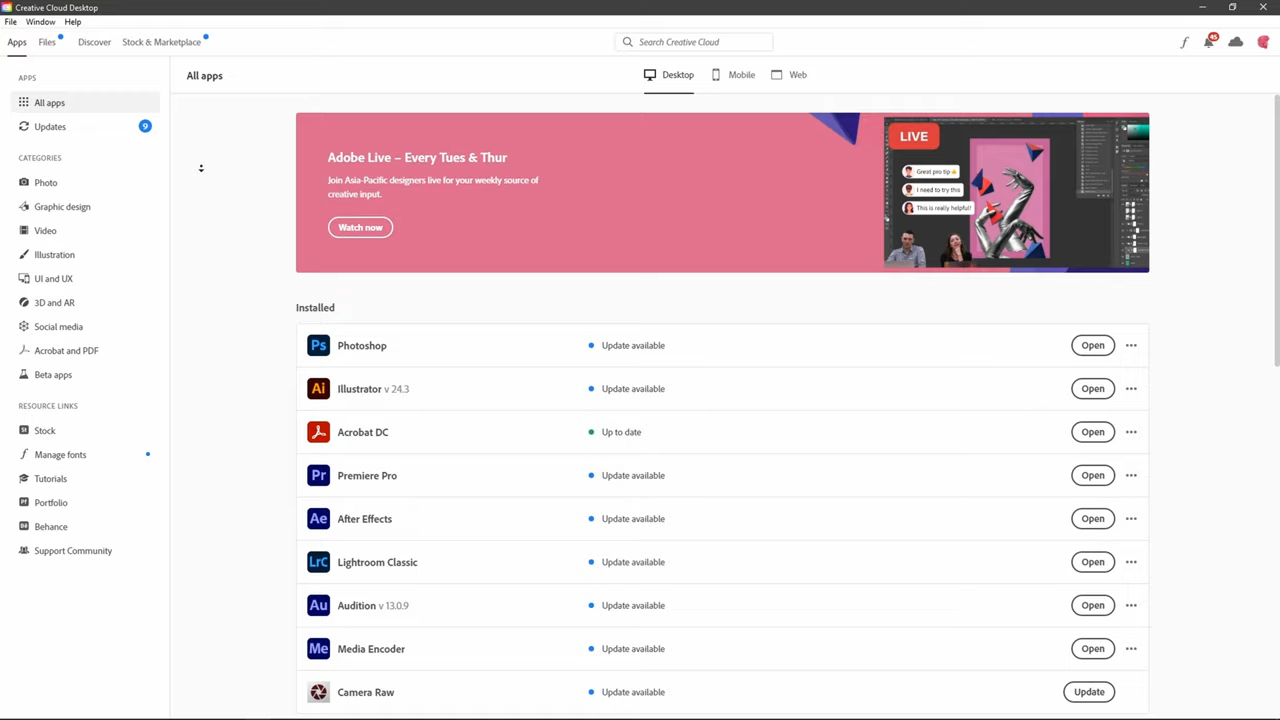 Creative Cloud Desktop
File Window Help
Apps Files Discover Stock & Marketplace
Search Creative Cloud
45
APPS
All apps
Updates 9
CATEGORIES
Photo
Graphic design
Video
Illustration
UI and UX
3D and AR
Social media
Acrobat and PDF
Beta apps
RESOURCE LINKS
St Stock
Manage fonts
Tutorials
Pf Portfolio
Bē Behance
Support Community
All apps
Desktop Mobile Web
Adobe Live – Every Tues & Thur
Join Asia-Pacific designers live for your weekly source of
creative input.
Watch now
LIVE
Great pro tip
I need to try this
This is really helpful!
Installed
Ps Photoshop Update available Open
Ai Illustrator v 24.3 Update available Open
Acrobat DC Up to date Open
Pr Premiere Pro Update available Open
Ae After Effects Update available Open
LrC Lightroom Classic Update available Open
Au Audition v 13.0.9 Update available Open
Me Media Encoder Update available Open
Camera Raw Update available Update